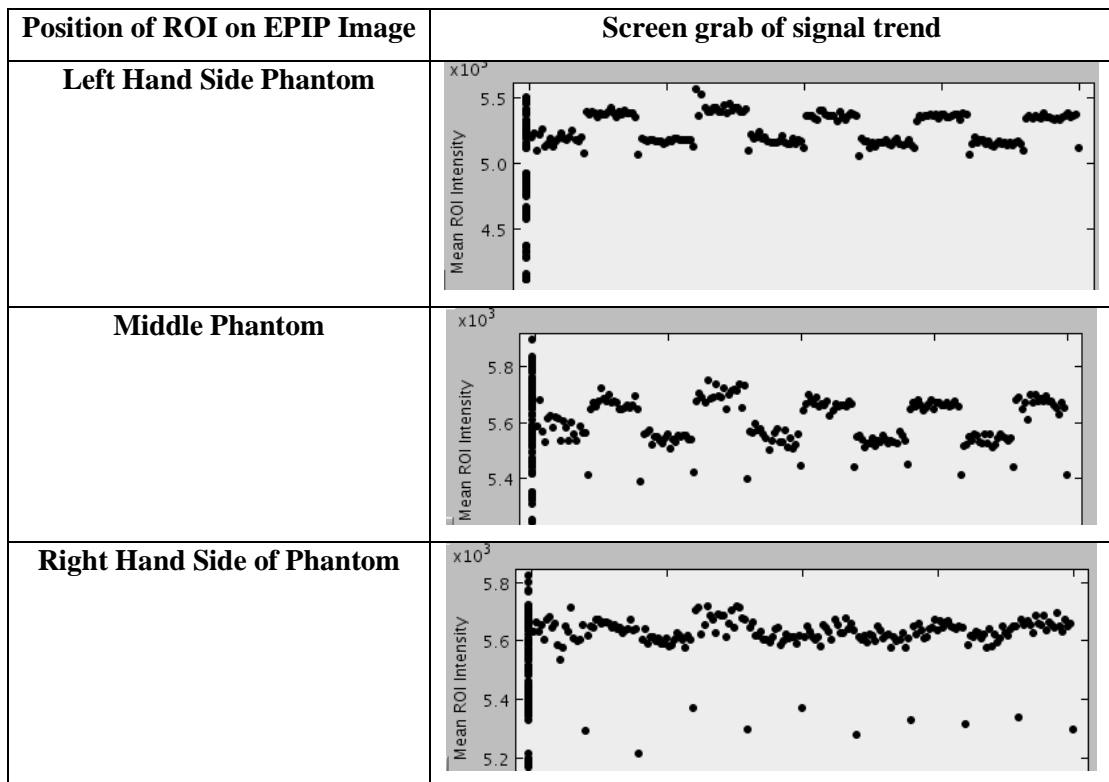 Position of ROI on EPIP Image
Screen grab of signal trend
Left Hand Side Phantom
x10³
5.5
5.0
4.5
Mean ROI Intensity
Middle Phantom
x10³
5.8
5.6
5.4
Mean ROI Intensity
Right Hand Side of Phantom
x10³
5.8
5.6
5.4
5.2
Mean ROI Intensity